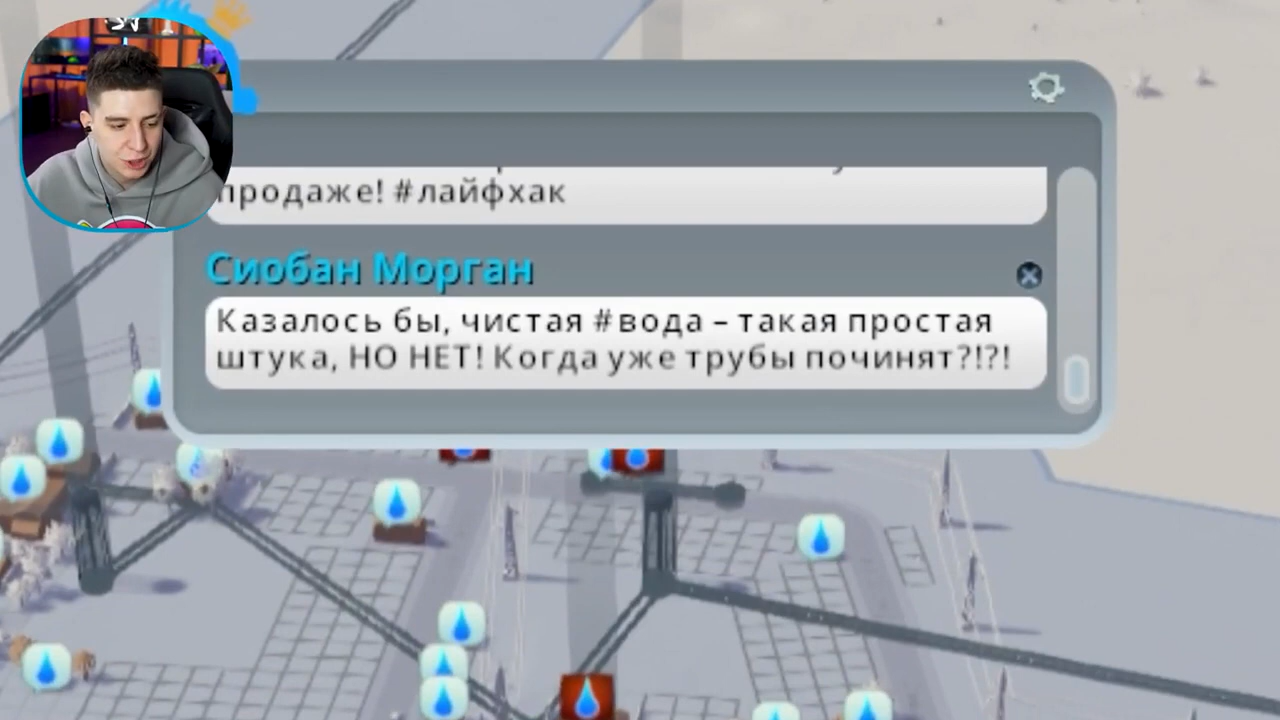 продаже! #лайфхак
Сиобан Морган
Казалось бы, чистая #вода – такая простая
штука, НО НЕТ! Когда уже трубы починят?!?!